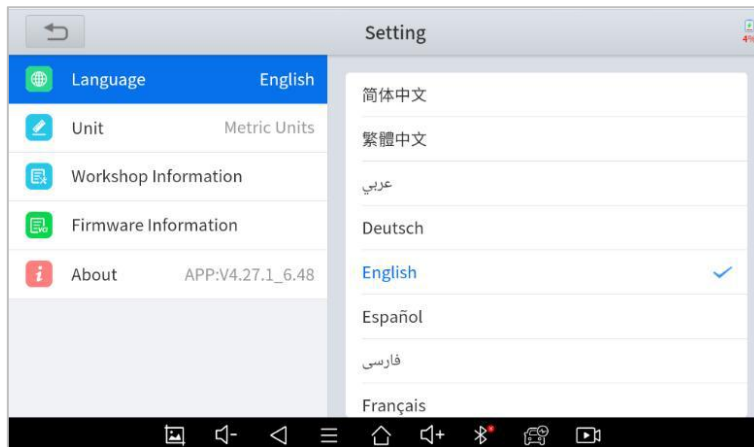 Setting
4%
Language English
Unit Metric Units
Workshop Information
Firmware Information
About APP:V4.27.1_6.48
简体中文
繁體中文
عربي
Deutsch
English
Español
فارسی
Français